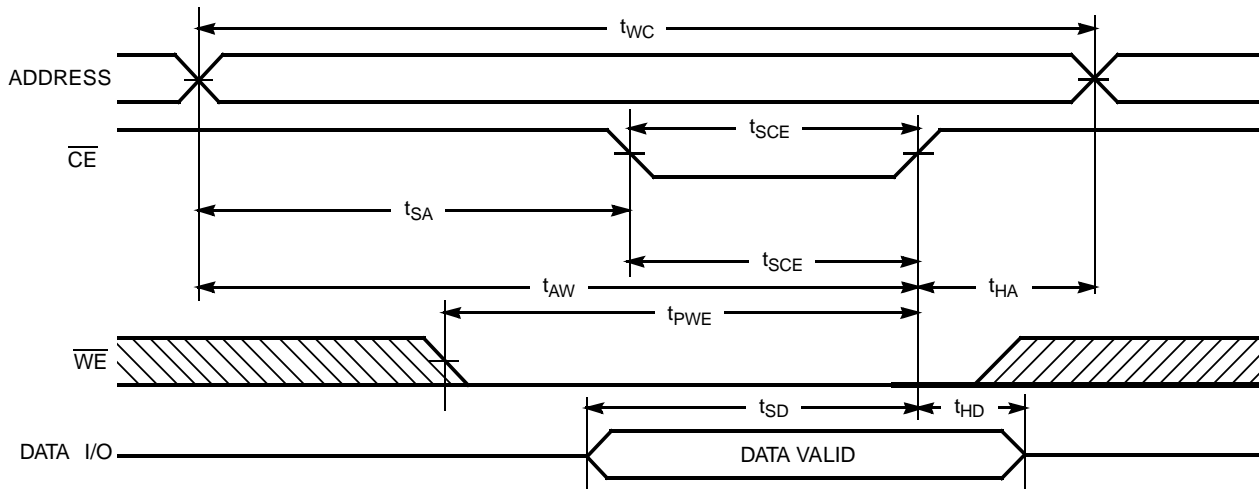 tWC
ADDRESS
tSCE
CE
tSA
tSCE
tAW
tHA
tPWE
WE
tSD
tHD
DATA I/O
DATA VALID